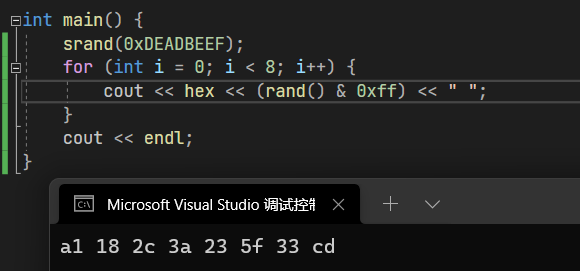 int main() {
srand(0xDEADBEEF);
for (int i = 0; i < 8; i++) {
cout << hex << (rand() & 0xff) << " ";
}
cout << endl;
}
Microsoft Visual Studio 调试控制
a1 18 2c 3a 23 5f 33 cd